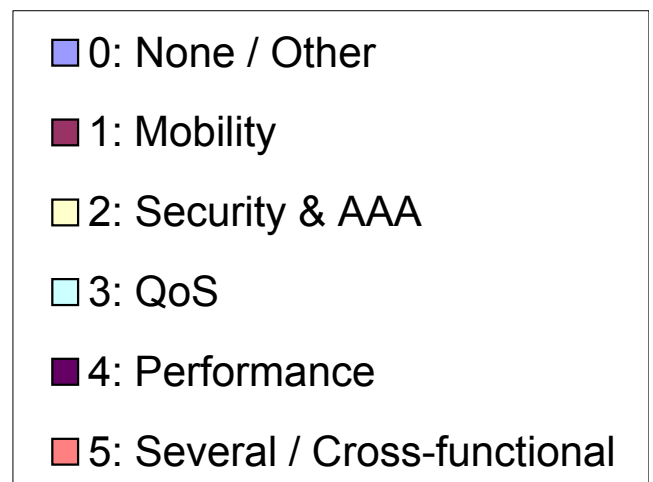 0: None / Other
1: Mobility
2: Security & AAA
3: QoS
4: Performance
5: Several / Cross-functional